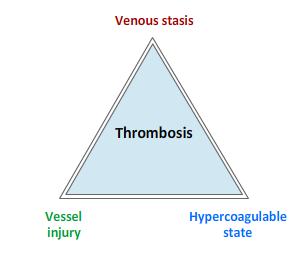 Venous stasis
Thrombosis
Vessel
injury
Hypercoagulable
state